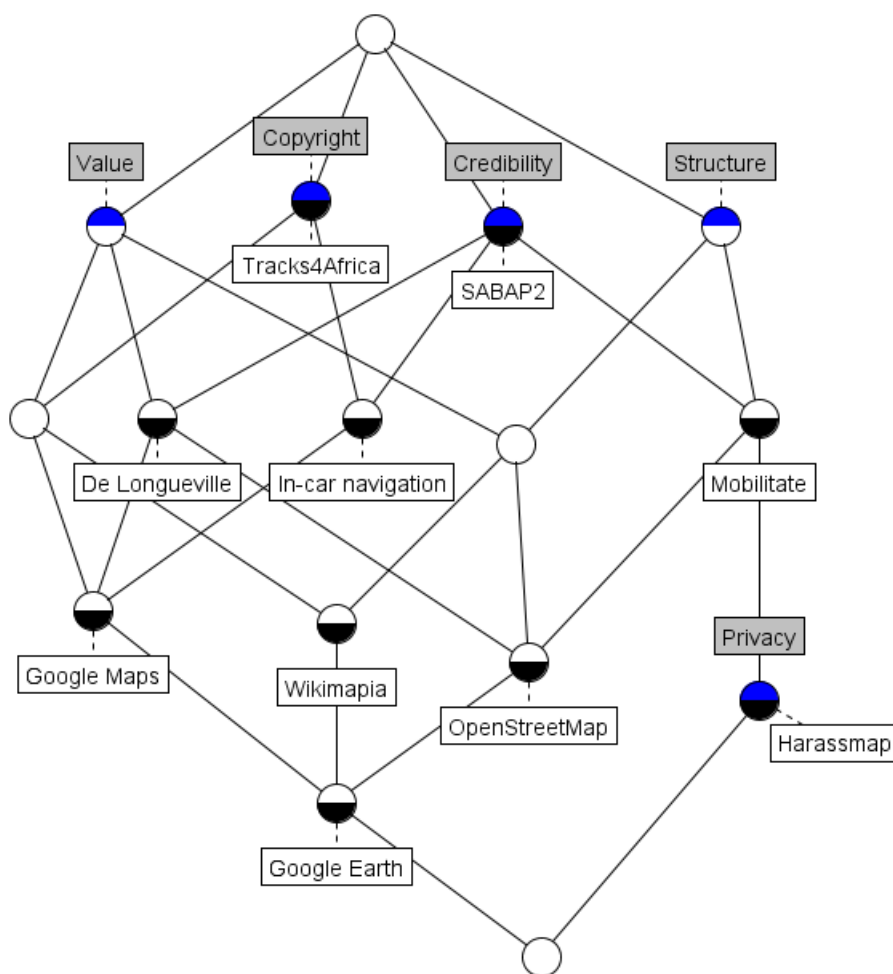 Copyright
Value
Credibility
Structure
Tracks4Africa
SABAP2
De Longueville
In-car navigation
Mobilitate
Privacy
Google Maps
Wikimapia
OpenStreetMap
Harassmap
Google Earth